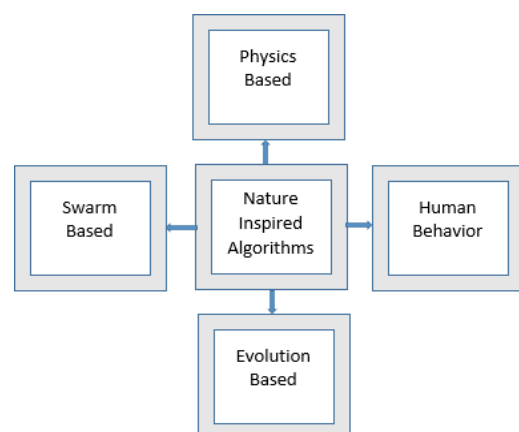 Physics
Based
Swarm
Based
Nature
Inspired
Algorithms
Human
Behavior
Evolution
Based